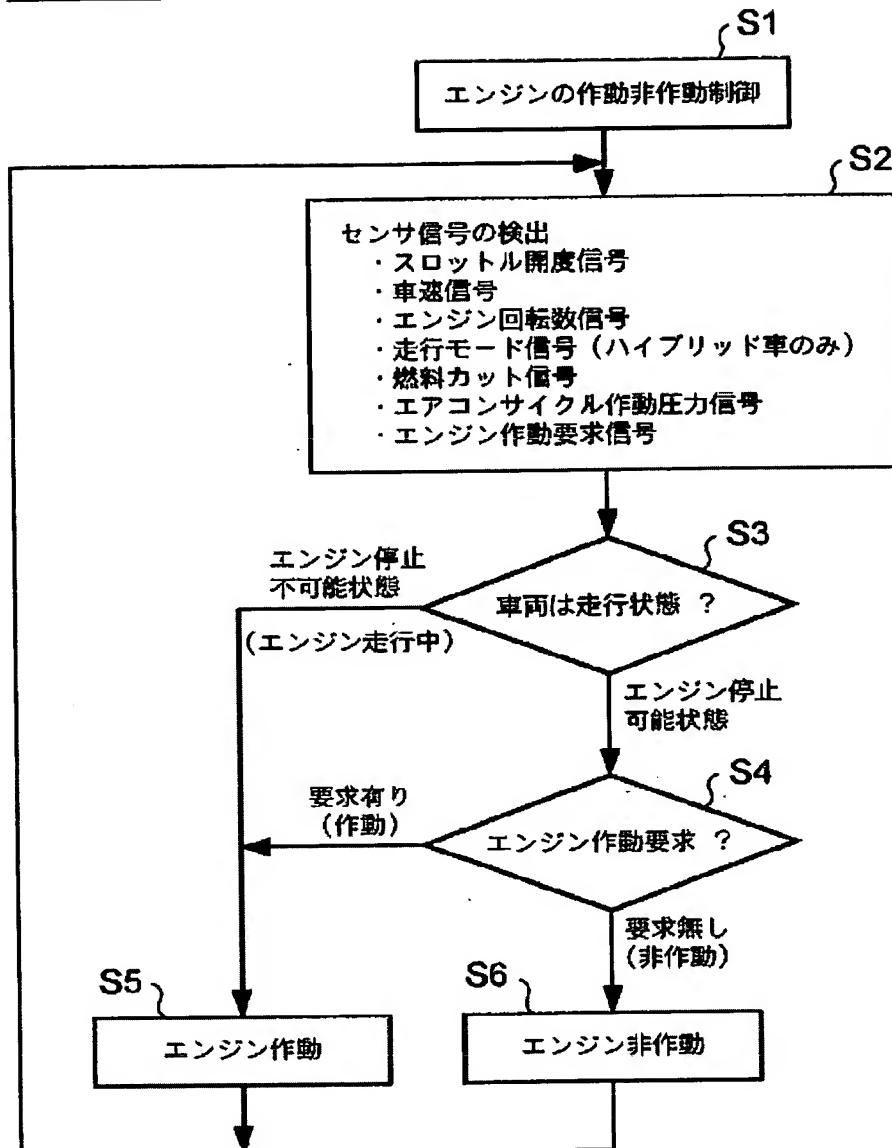 S1
エンジンの作動非作動制御
S2
センサ信号の検出
・スロットル開度信号
・車速信号
・エンジン回転数信号
・走行モード信号（ハイブリッド車のみ）
・燃料カット信号
・エアコンサイクル作動圧力信号
・エンジン作動要求信号
S3
エンジン停止
不可能状態
車両は走行状態 ？
（エンジン走行中）
エンジン停止
可能状態
S4
要求有り
（作動）
エンジン作動要求 ？
要求無し
（非作動）
S5
S6
エンジン作動
エンジン非作動